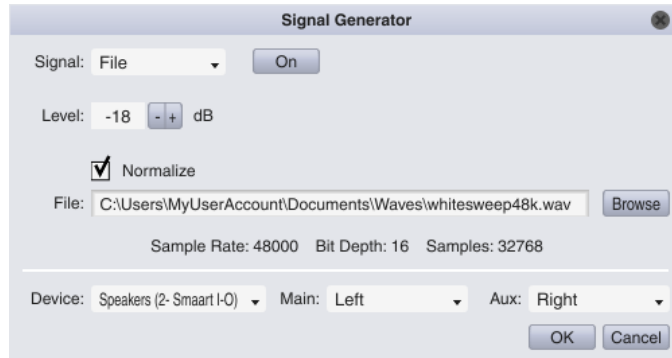 Signal Generator
Signal: File On
Level: -18 - + dB
Normalize
File: C:\Users\MyUserAccount\Documents\Waves\whitesweep48k.wav Browse
Sample Rate: 48000 Bit Depth: 16 Samples: 32768
Device: Speakers (2- Smaart I-O) Main: Left Aux: Right
OK Cancel